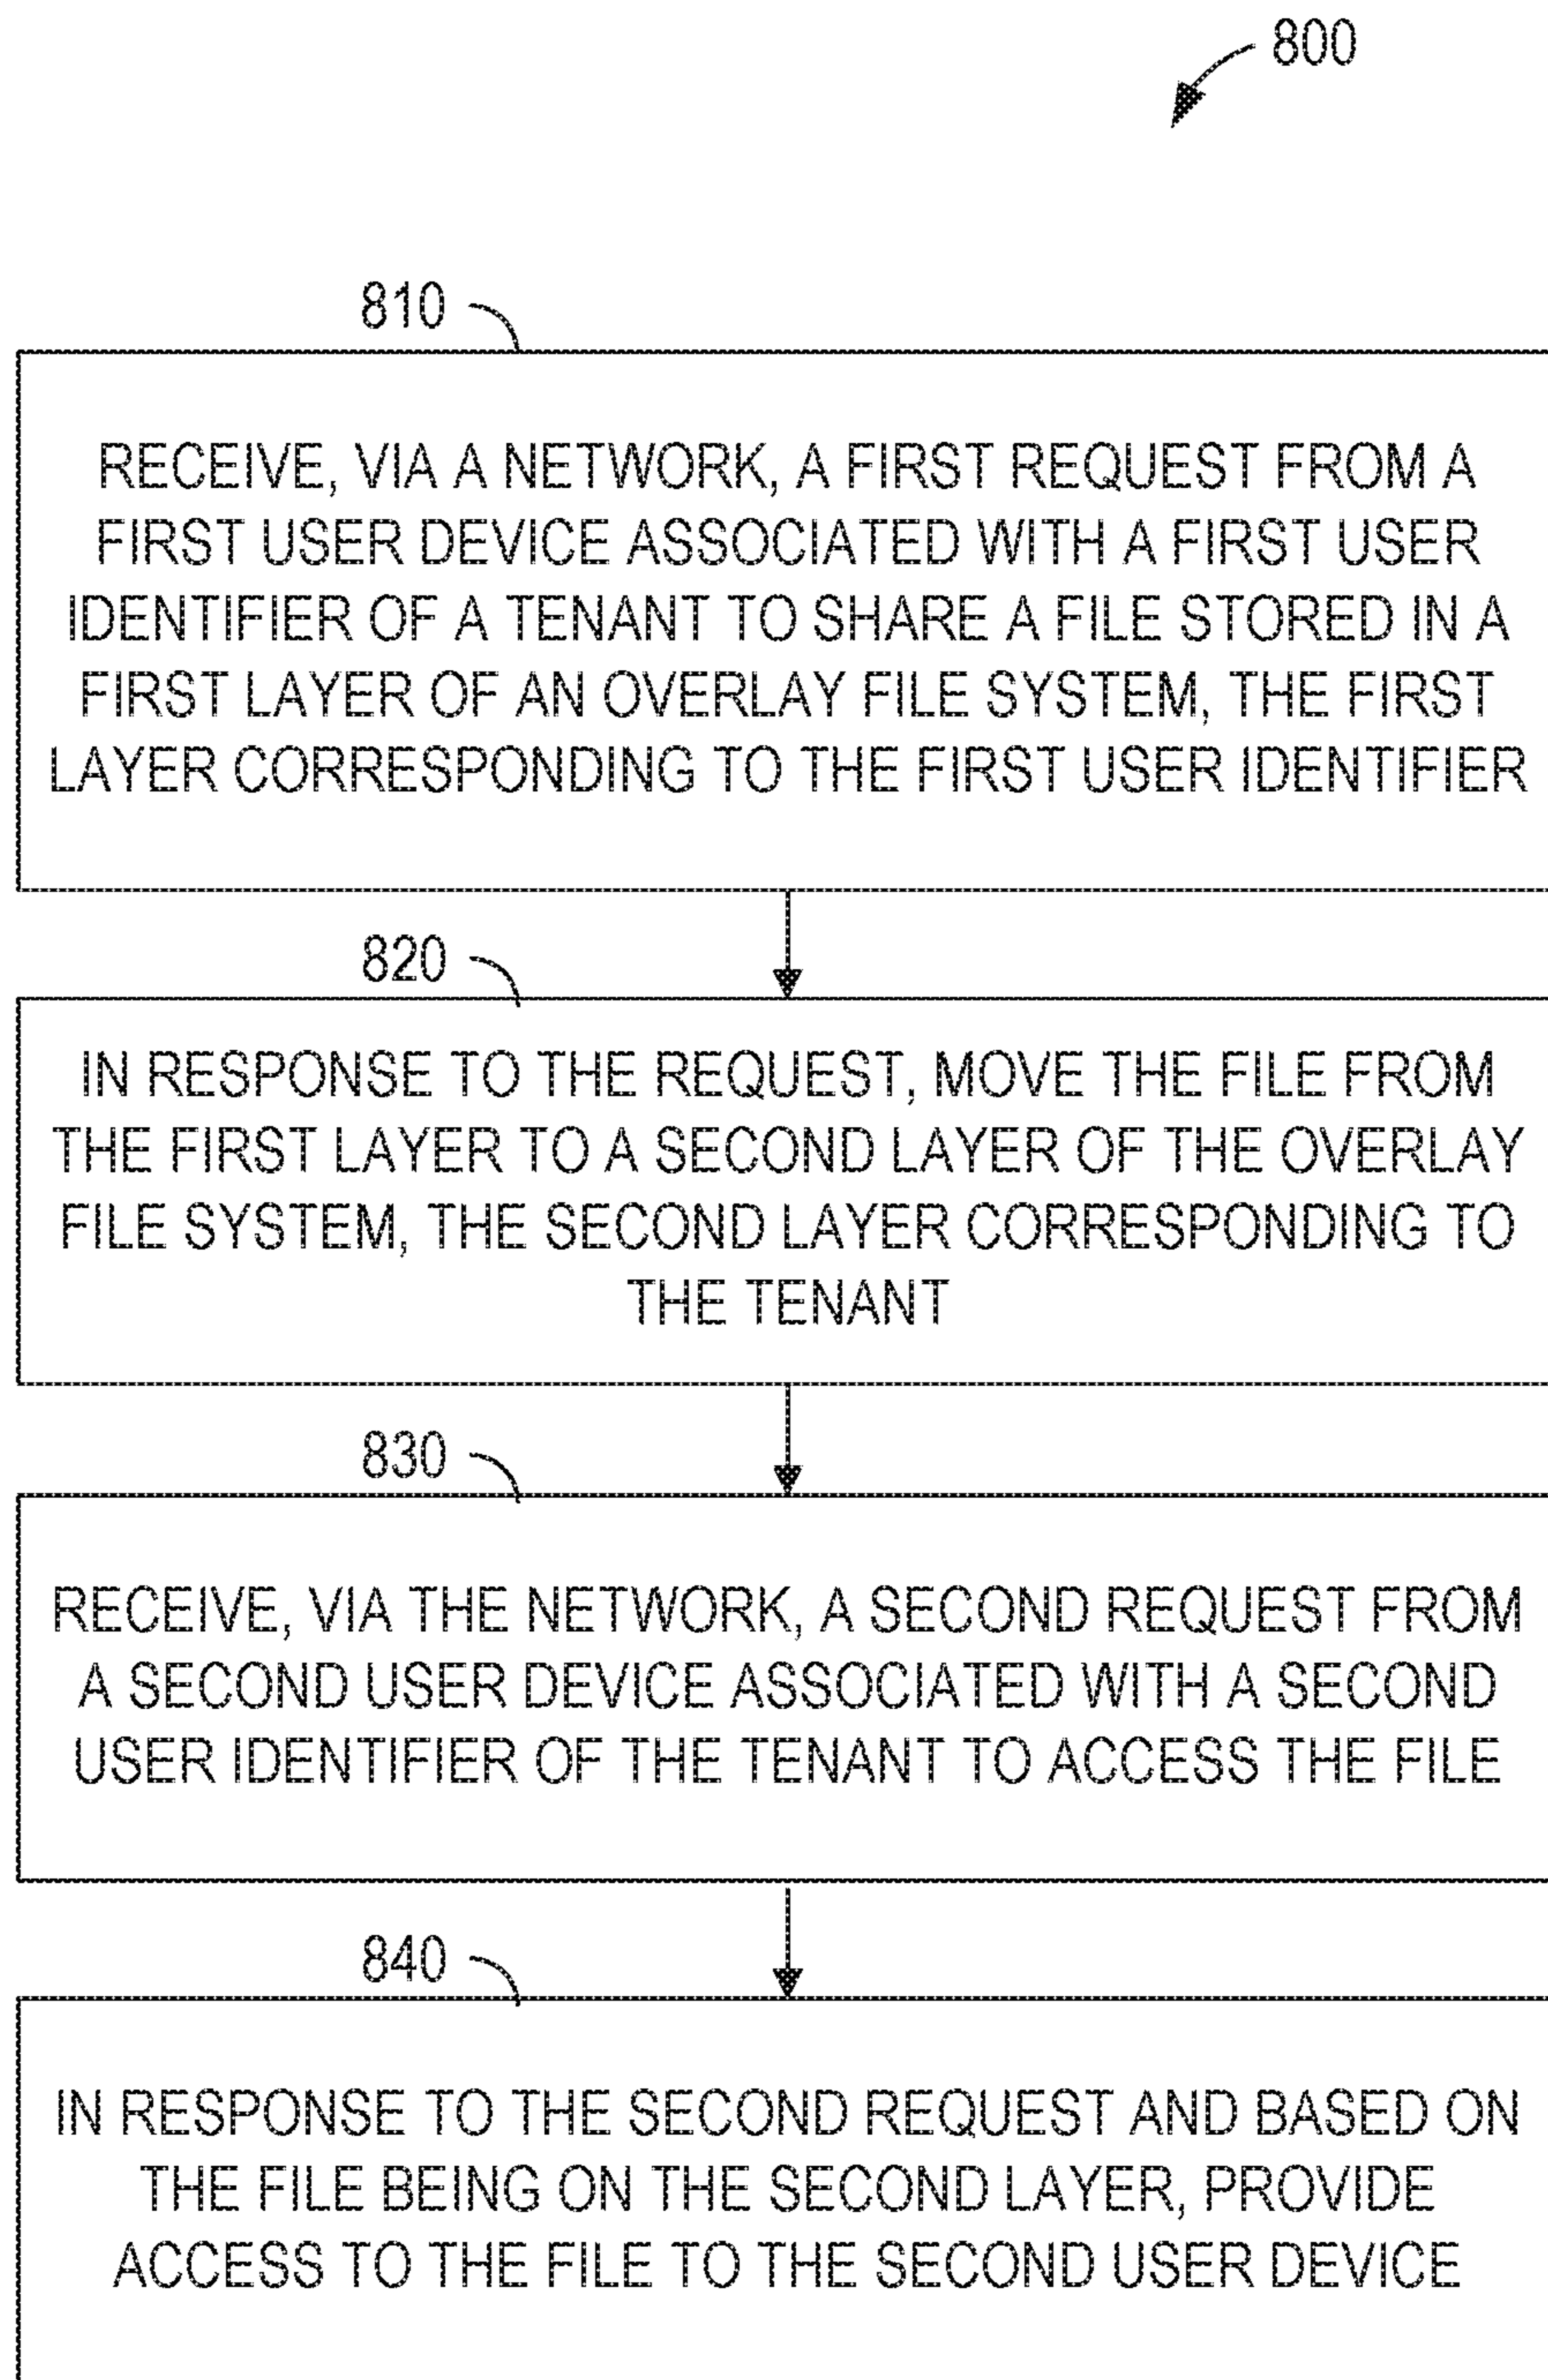 800
810
RECEIVE, VIA A NETWORK, A FIRST REQUEST FROM A
FIRST USER DEVICE ASSOCIATED WITH A FIRST USER
IDENTIFIER OF A TENANT TO SHARE A FILE STORED IN A
FIRST LAYER OF AN OVERLAY FILE SYSTEM, THE FIRST
LAYER CORRESPONDING TO THE FIRST USER IDENTIFIER
820
IN RESPONSE TO THE REQUEST, MOVE THE FILE FROM
THE FIRST LAYER TO A SECOND LAYER OF THE OVERLAY
FILE SYSTEM, THE SECOND LAYER CORRESPONDING TO
THE TENANT
830
RECEIVE, VIA THE NETWORK, A SECOND REQUEST FROM
A SECOND USER DEVICE ASSOCIATED WITH A SECOND
USER IDENTIFIER OF THE TENANT TO ACCESS THE FILE
840
IN RESPONSE TO THE SECOND REQUEST AND BASED ON
THE FILE BEING ON THE SECOND LAYER, PROVIDE
ACCESS TO THE FILE TO THE SECOND USER DEVICE